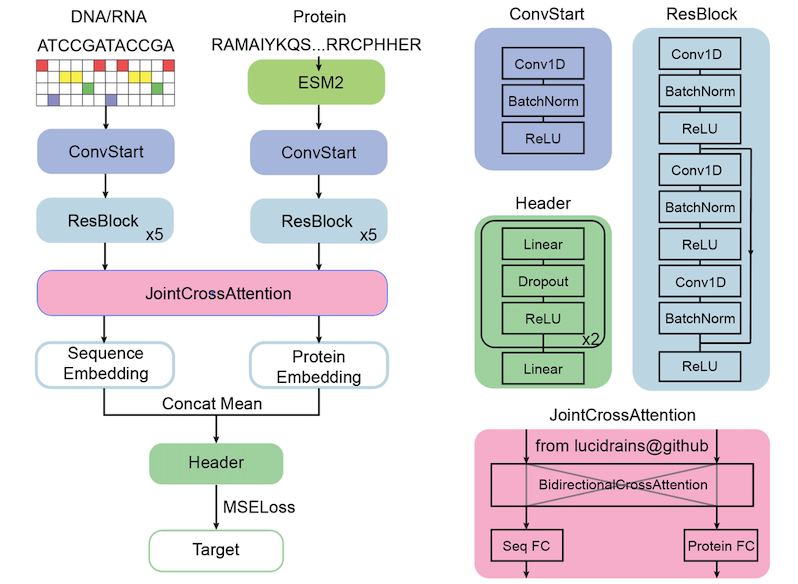 DNA/RNA
ATCCGATACCGA
ConvStart
ResBlock
x5
Protein
RAMAIYKQS...RRCPHHER
ESM2
ConvStart
ResBlock
x5
JointCrossAttention
Sequence
Embedding
Protein
Embedding
Concat Mean
Header
MSELoss
Target
ConvStart
Conv1D
BatchNorm
ReLU
Header
Linear
Dropout
ReLU
x2
Linear
ResBlock
Conv1D
BatchNorm
ReLU
Conv1D
BatchNorm
ReLU
Conv1D
BatchNorm
ReLU
JointCrossAttention
from lucidrains@github
BidirectionalCrossAttention
Seq FC
Protein FC